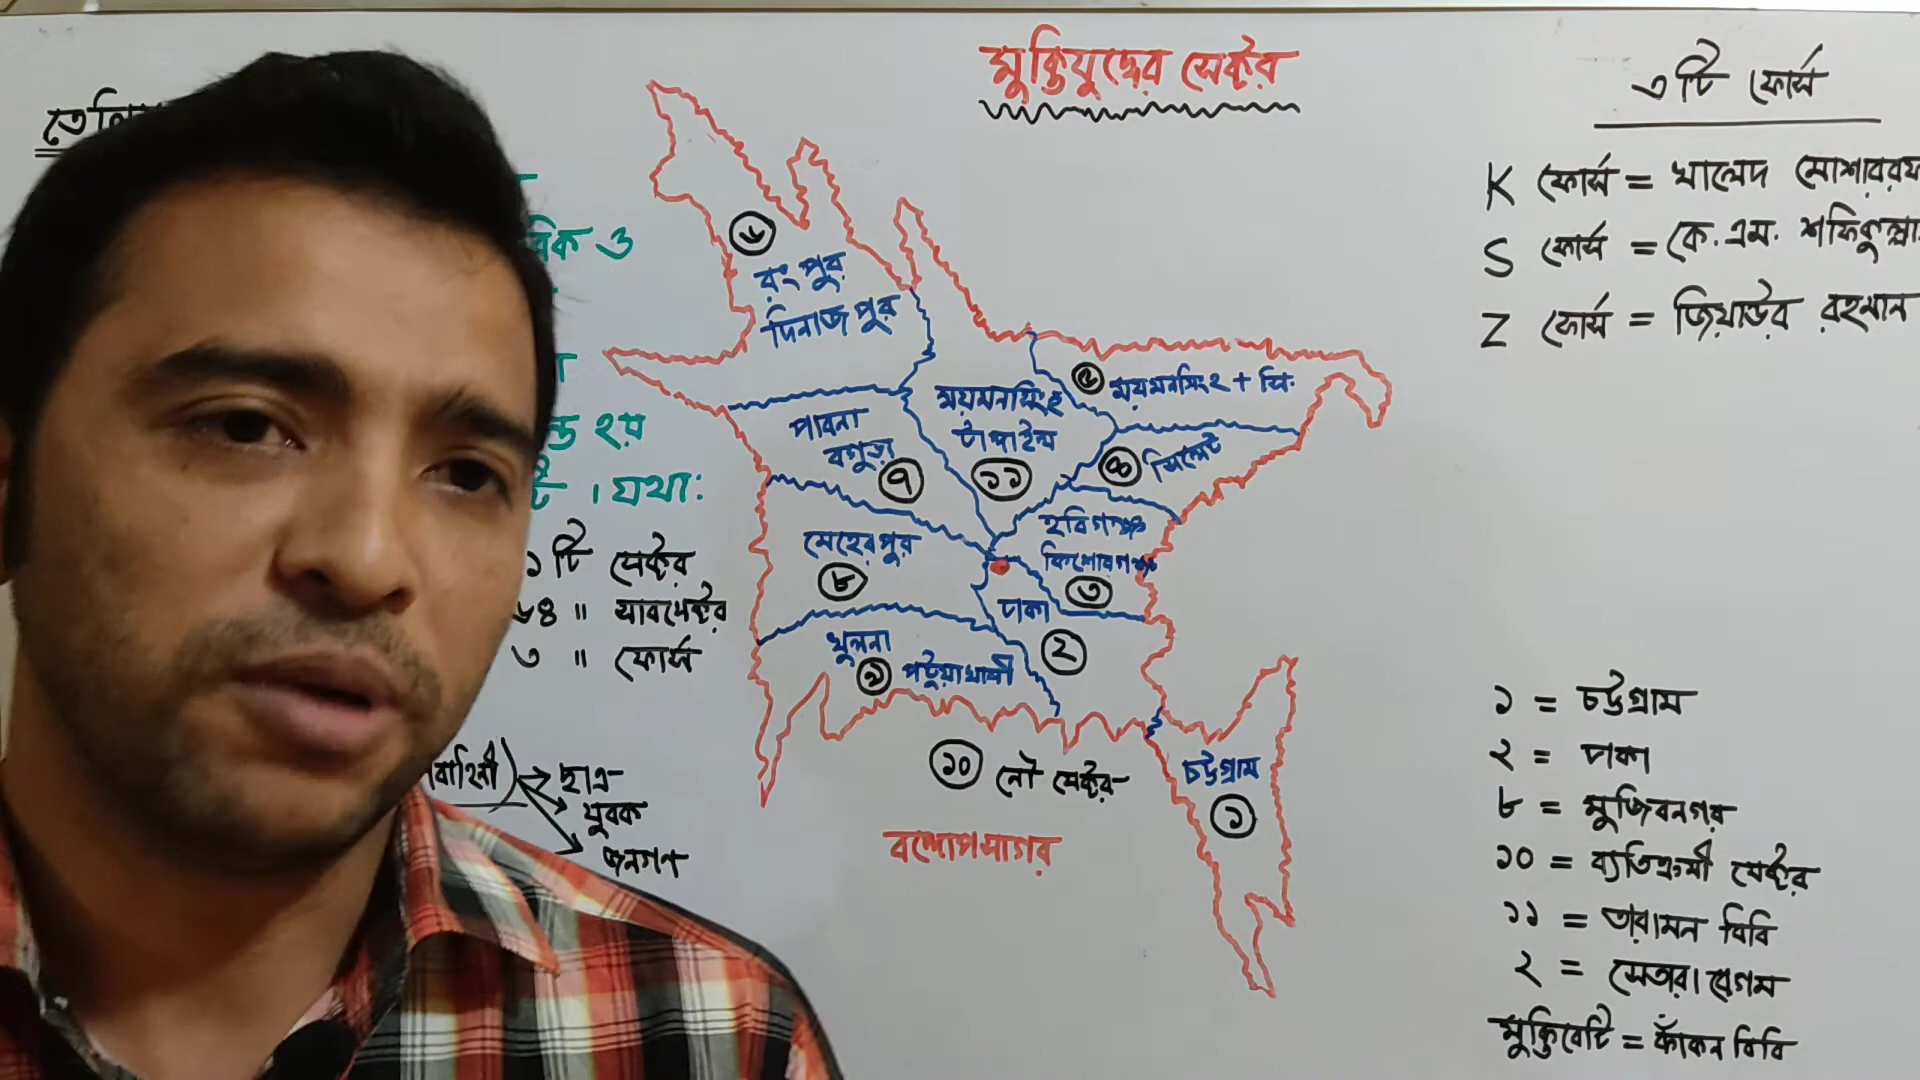 মুক্তিযুদ্ধের সেক্টর
তেলি
রিক ও
হয়
টি । যথা:
১ টি সেক্টর
৬৪ " সাবসেক্টর
৩ " ফোর্স
বাহিনী) → ছাত্র
→ যুবক
→ জনগণ
৬
রংপুর
দিনাজপুর
ময়মনসিংহ
টাঙ্গাইল
১১
৫ ময়মনসিংহ + সি.
পাবনা
বগুড়া
৭
৪ সিলেট
হবিগঞ্জ
কিশোরগঞ্জ
৩
মেহেরপুর
৮
ঢাকা
২
খুলনা
৯ পটুয়াখালী
১০ নৌ সেক্টর
চট্টগ্রাম
১
বঙ্গোপসাগর
৩টি ফোর্স
K ফোর্স = খালেদ মোশাররফ
S ফোর্স = কে.এম. শফিউল্লা
Z ফোর্স = জিয়াউর রহমান
১ = চট্টগ্রাম
২ = ঢাকা
৮ = মুজিবনগর
১০ = ব্যতিক্রমী সেক্টর
১১ = তারামন বিবি
২ = সেতারা বেগম
মুক্তিবেটি = কাঁকন বিবি